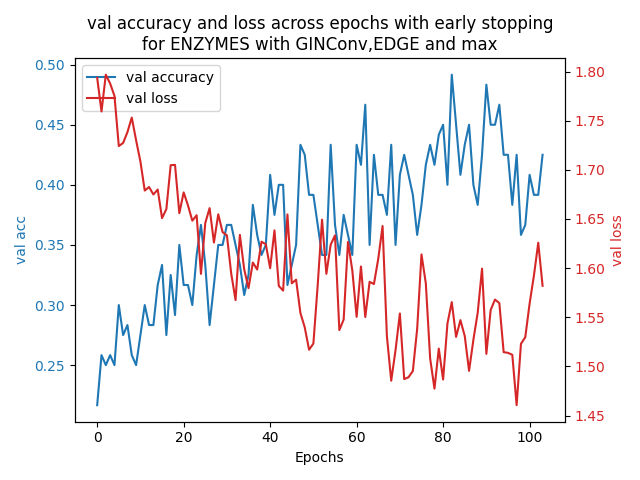 val accuracy and loss across epochs with early stopping
for ENZYMES with GINConv,EDGE and max
val accuracy
val loss
0.50
0.45
0.40
0.35
0.30
0.25
val acc
1.80
1.75
1.70
1.65
1.60
1.55
1.50
1.45
val loss
0 20 40 60 80 100
Epochs